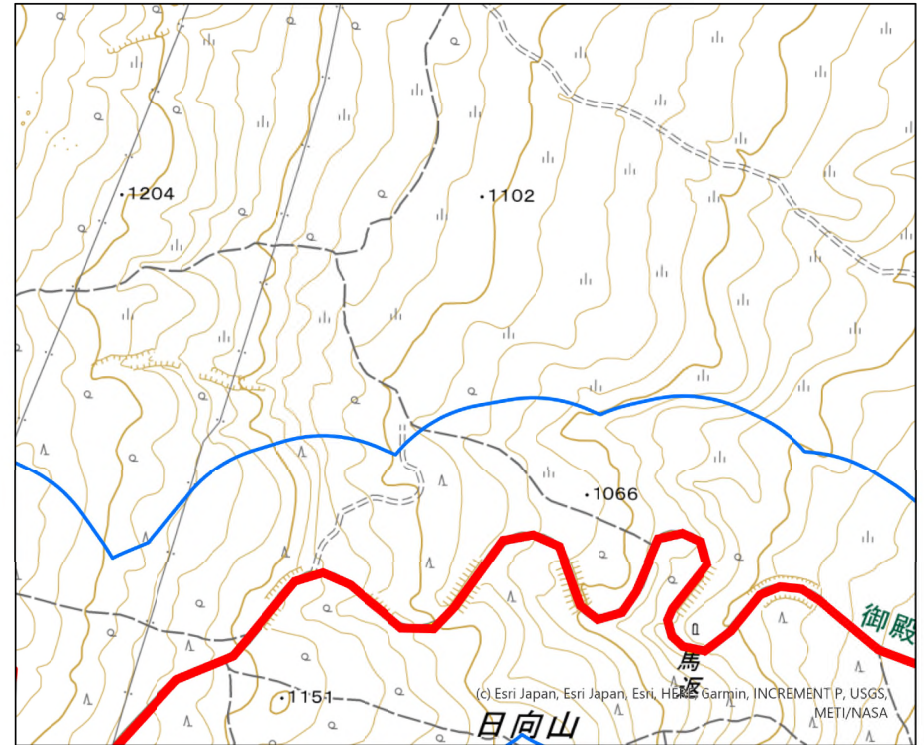 1204
1102
1066
御殿
馬返
1151
(c) Esri Japan, Esri Japan, Esri, HERE, Garmin, INCREMENT P, USGS,
METI/NASA
日向山